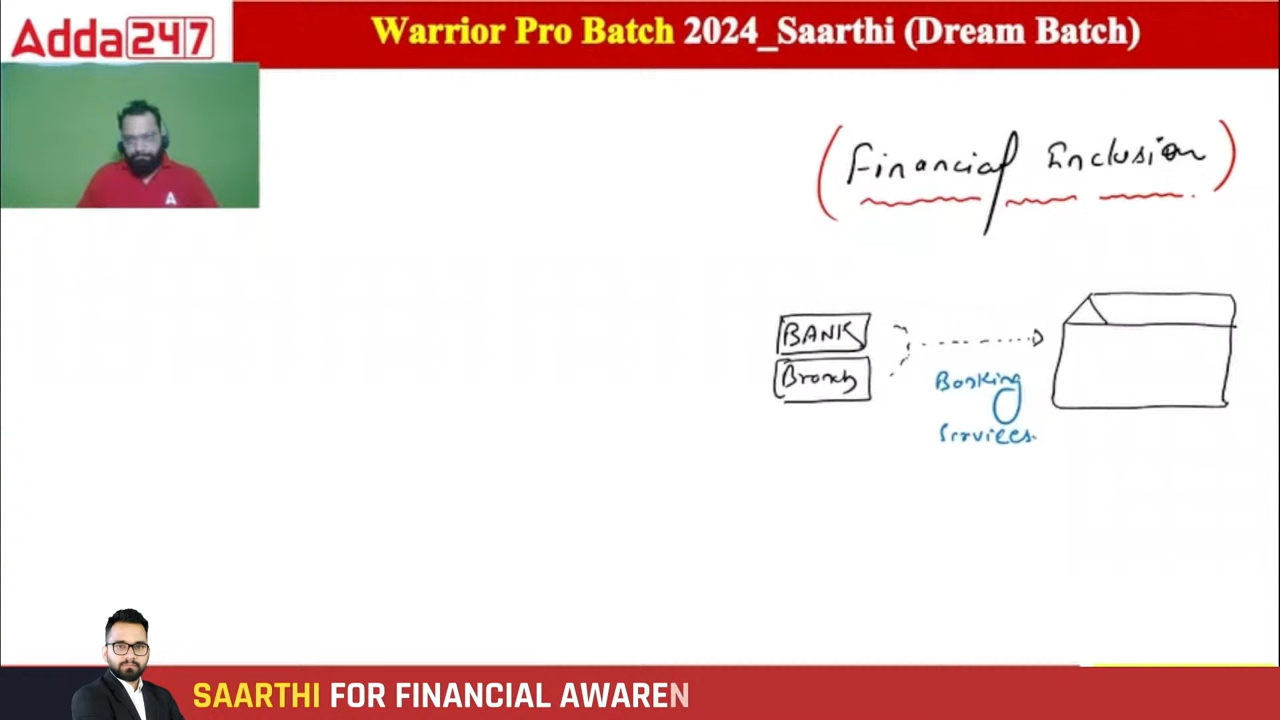 Adda247
Warrior Pro Batch 2024_Saarthi (Dream Batch)
A
(Financial Inclusion)
BANK
Branch
Banking
Services.
SAARTHI FOR FINANCIAL AWAREN